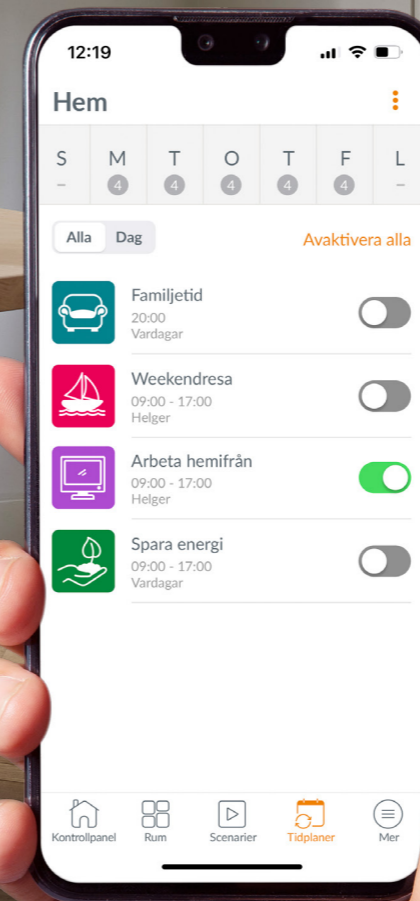 12:19
Hem
S M T O T F L
– 4 4 4 4 4 –
Alla Dag Avaktivera alla
Familjetid
20:00
Vardagar
Weekendresa
09:00 - 17:00
Helger
Arbeta hemifrån
09:00 - 17:00
Helger
Spara energi
09:00 - 17:00
Vardagar
Kontrollpanel Rum Scenarier Tidplaner Mer